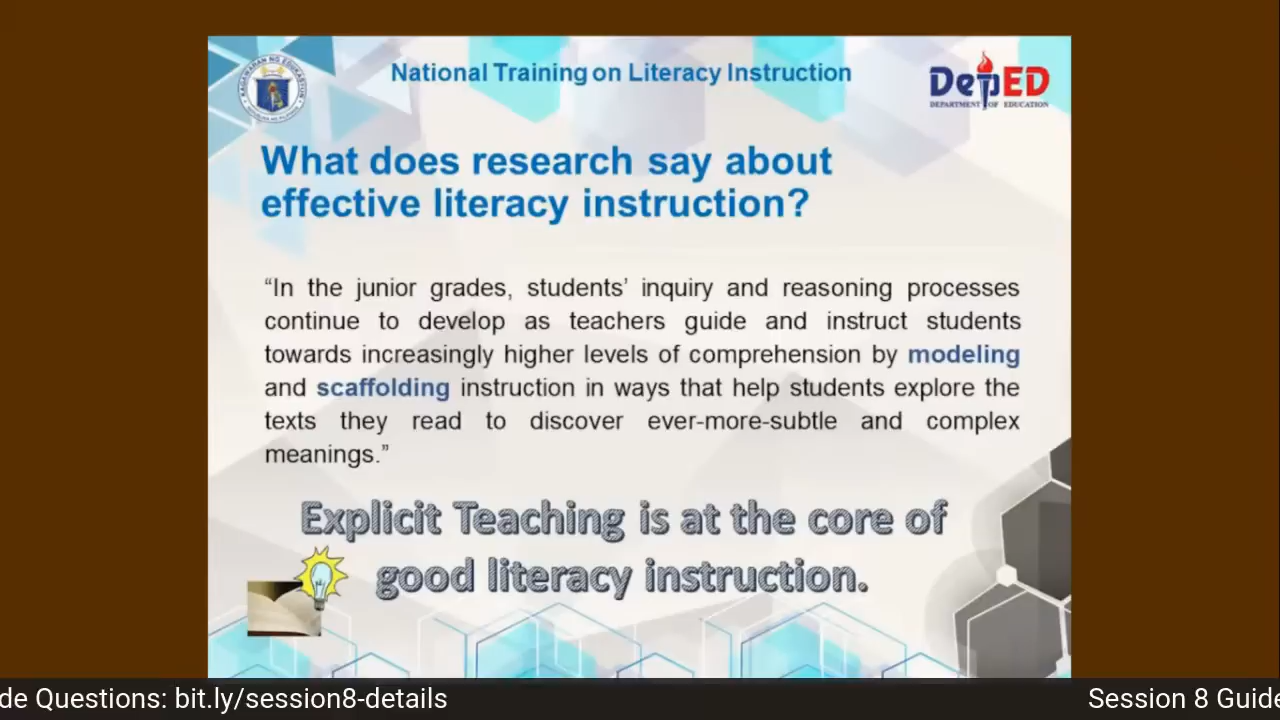 National Training on Literacy Instruction
DepED
DEPARTMENT OF EDUCATION
What does research say about
effective literacy instruction?
“In the junior grades, students’ inquiry and reasoning processes
continue to develop as teachers guide and instruct students
towards increasingly higher levels of comprehension by modeling
and scaffolding instruction in ways that help students explore the
texts they read to discover ever-more-subtle and complex
meanings.”
Explicit Teaching is at the core of
good literacy instruction.
de Questions: bit.ly/session8-details
Session 8 Guide